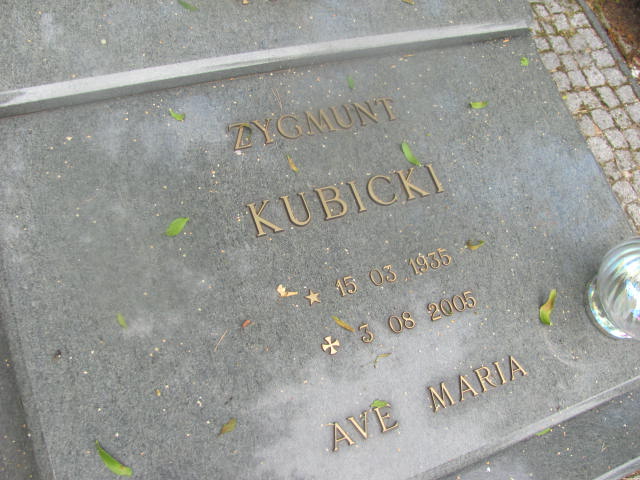 ZYGMUNT
KUBICKI
15 03 1935
3 08 2005
AVE MARIA